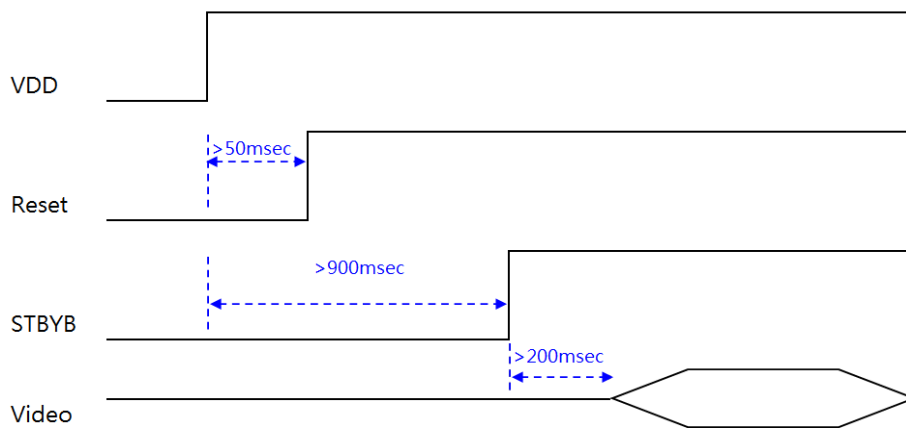 VDD
>50msec
Reset
>900msec
STBYB
>200msec
Video